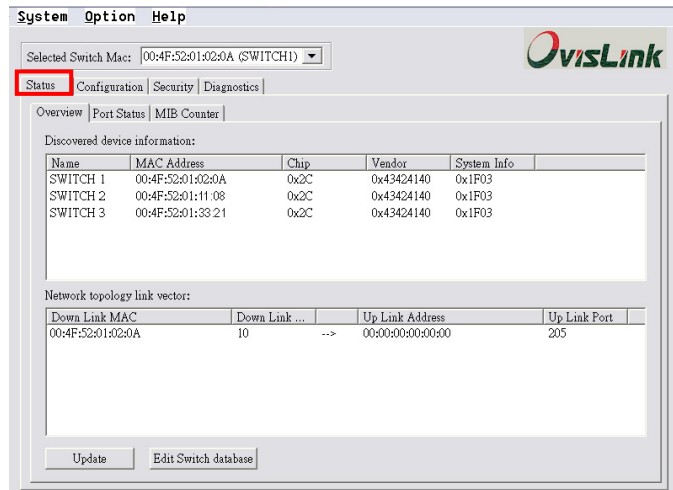 System Option Help
Selected Switch Mac: 00:4F:52:01:02:0A (SWITCH1)
OvisLink
Status Configuration Security Diagnostics
Overview Port Status MIB Counter
Discovered device information:
Name MAC Address Chip Vendor System Info
SWITCH 1 00:4F:52:01:02:0A 0x2C 0x43424140 0x1F03
SWITCH 2 00:4F:52:01:11:08 0x2C 0x43424140 0x1F03
SWITCH 3 00:4F:52:01:33:21 0x2C 0x43424140 0x1F03
Network topology link vector:
Down Link MAC Down Link ... Up Link Address Up Link Port
00:4F:52:01:02:0A 10 --> 00:00:00:00:00:00 205
Update Edit Switch database